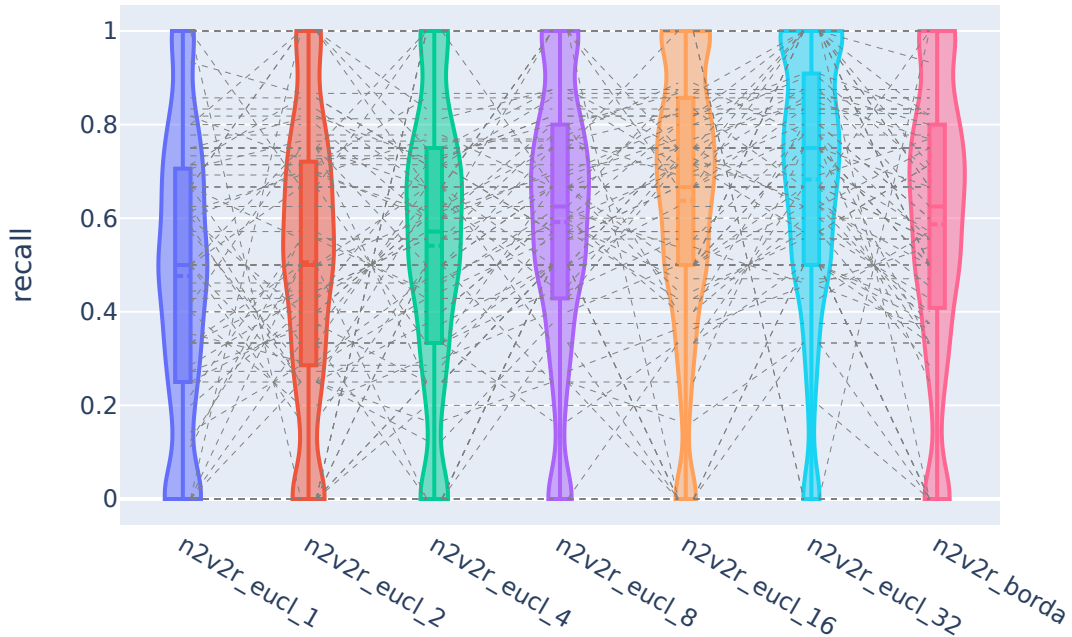 recall
1
0.8
0.6
0.4
0.2
0
n2v2r_eucl_1
n2v2r_eucl_2
n2v2r_eucl_4
n2v2r_eucl_8
n2v2r_eucl_16
n2v2r_eucl_32
n2v2r_borda